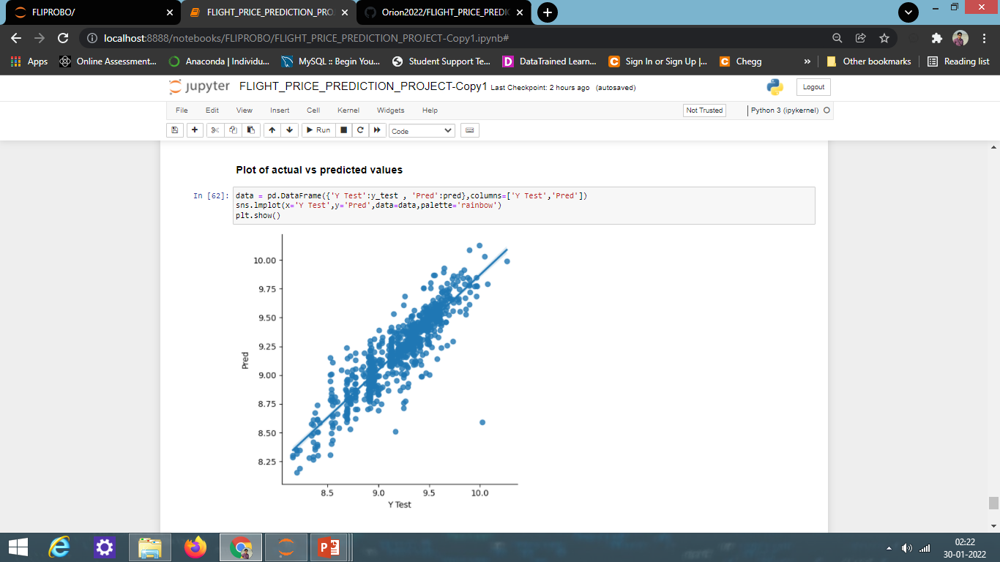 FLIPROBO/
FLIGHT_PRICE_PREDICTION_PRO
Orion2022/FLIGHT_PRICE_PREDIC
localhost:8888/notebooks/FLIPROBO/FLIGHT_PRICE_PREDICTION_PROJECT-Copy1.ipynb#
Apps
Online Assessment...
Anaconda | Individu...
MySQL :: Begin You...
Student Support Te...
D
DataTrained Learn...
C
Sign In or Sign Up |...
C
Chegg
»
Other bookmarks
Reading list
jupyter
FLIGHT_PRICE_PREDICTION_PROJECT-Copy1 Last Checkpoint: 2 hours ago (autosaved)
Logout
File Edit View Insert Cell Kernel Widgets Help
Not Trusted
Python 3 (ipykernel)
Run
Code
Plot of actual vs predicted values
In [62]:
data = pd.DataFrame({'Y Test':y_test , 'Pred':pred},columns=['Y Test','Pred'])
sns.lmplot(x='Y Test',y='Pred',data=data,palette='rainbow')
plt.show()
10.00
9.75
9.50
9.25
9.00
8.75
8.50
8.25
Pred
8.5 9.0 9.5 10.0
Y Test
02:22
30-01-2022